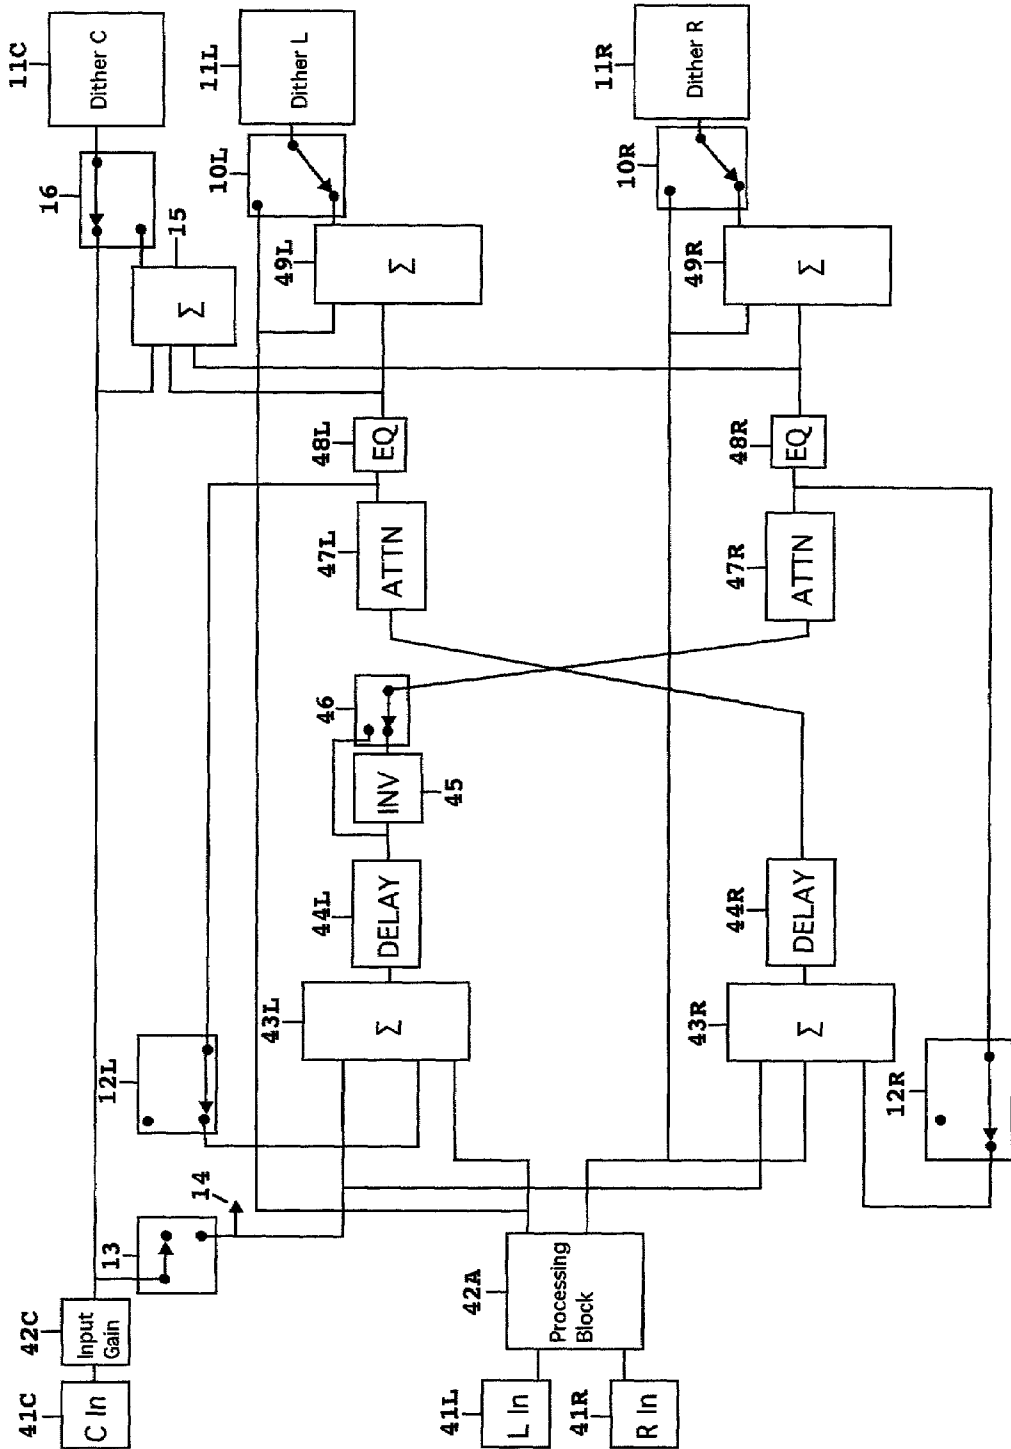 41C
42C
16
11C
C In
Input
Gain
Dither C
13
12L
14
15
Σ
10L
11L
43L
44L
46
47L
48L
49L
Dither L
Σ
DELAY
INV
ATTN
EQ
Σ
45
41L
42A
L In
Processing
Block
41R
R In
10R
11R
Dither R
43R
44R
47R
48R
49R
Σ
DELAY
ATTN
EQ
Σ
12R